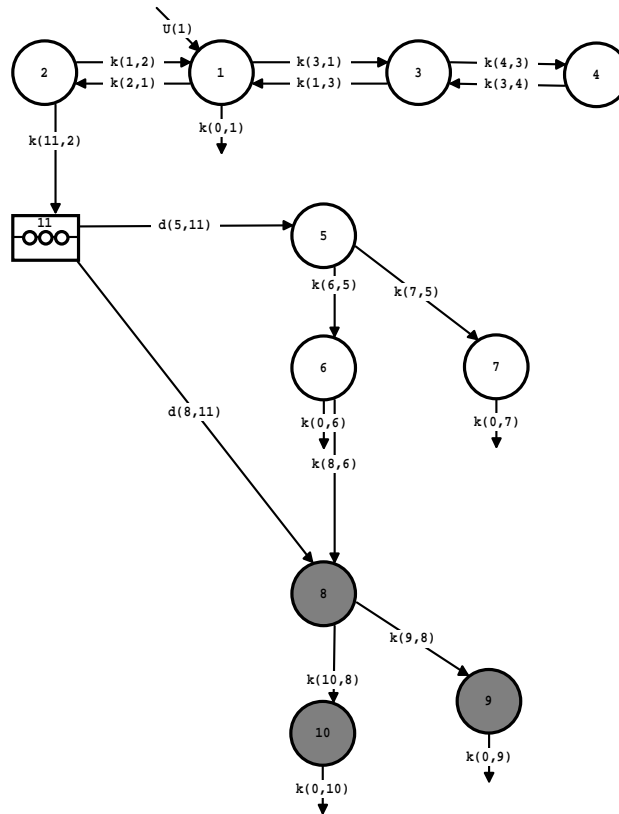 U(1)
2
k(1,2)
1
k(3,1)
3
k(4,3)
4
k(2,1)
k(1,3)
k(3,4)
k(0,1)
k(11,2)
11
d(5,11)
5
k(6,5)
k(7,5)
6
7
d(8,11)
k(0,6)
k(0,7)
k(8,6)
8
k(9,8)
k(10,8)
9
10
k(0,9)
k(0,10)